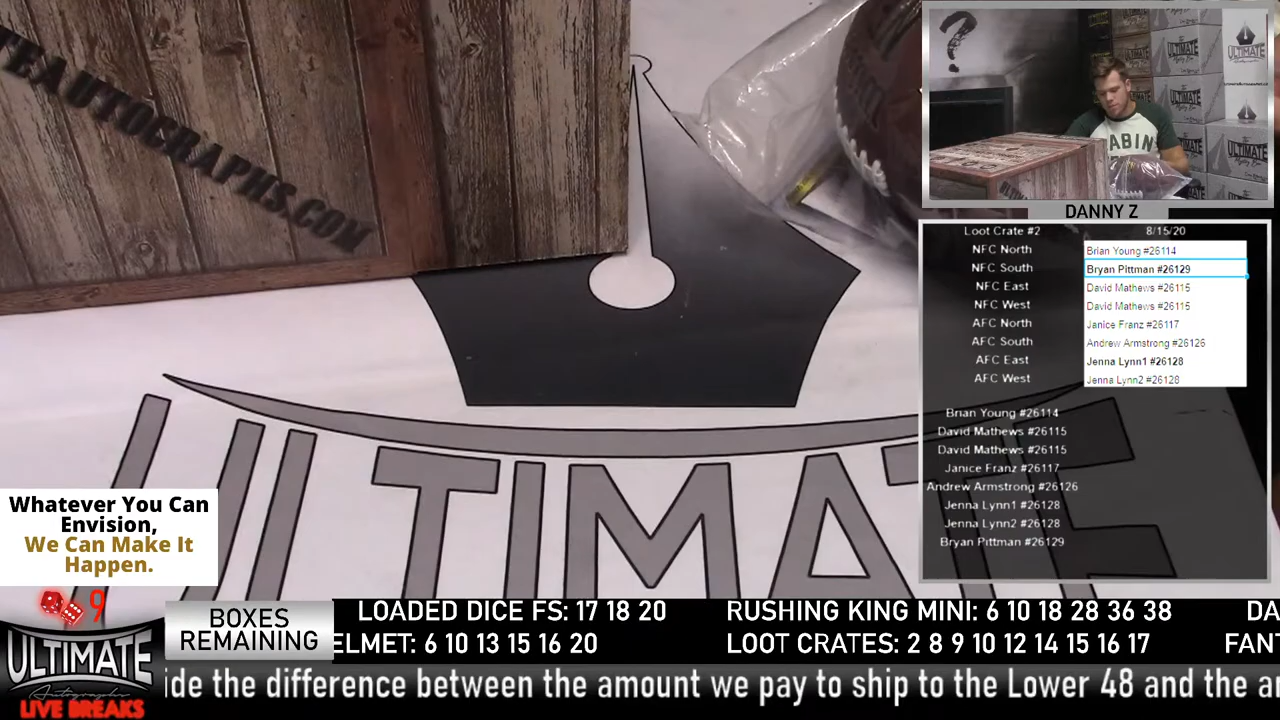 TEAUTOGRAPHS.COM
ULTIMATE
?
ULTIMATE
DANNY Z
Loot Crate #2 8/15/20
NFC North Brian Young #26114
NFC South Bryan Pittman #26129
NFC East David Mathews #26115
NFC West David Mathews #26115
AFC North Janice Franz #26117
AFC South Andrew Armstrong #26126
AFC East Jenna Lynn1 #26128
AFC West Jenna Lynn2 #26128
Brian Young #26114
David Mathews #26115
David Mathews #26115
Janice Franz #26117
Andrew Armstrong #26126
Jenna Lynn1 #26128
Jenna Lynn2 #26128
Bryan Pittman #26129
Whatever You Can
Envision,
We Can Make It
Happen.
9
ULTIMATE
Autographs
LIVE BREAKS
BOXES
REMAINING
LOADED DICE FS: 17 18 20 RUSHING KING MINI: 6 10 18 28 36 38 DA
ELMET: 6 10 13 15 16 20 LOOT CRATES: 2 8 9 10 12 14 15 16 17 FAN
ide the difference between the amount we pay to ship to the Lower 48 and the a